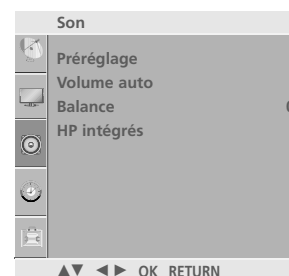 Son
Préréglage
Volume auto
Balance
HP intégrés
▲▼ ◄► OK RETURN